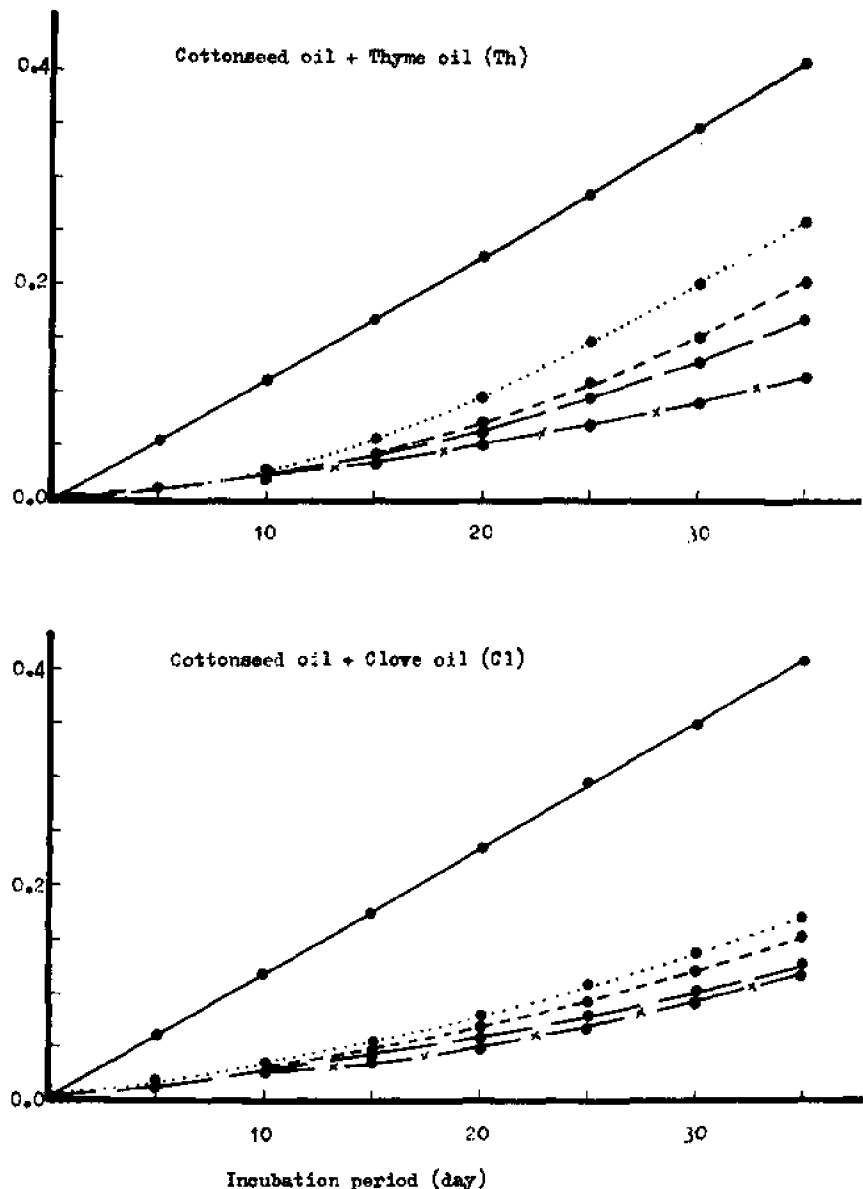 Cottonseed oil + Thyme oil (Th)
0.4
0.2
0.0
10 20 30
Cottonseed oil + Clove oil (Cl)
0.4
0.2
0.0
10 20 30
Incubation period (day)